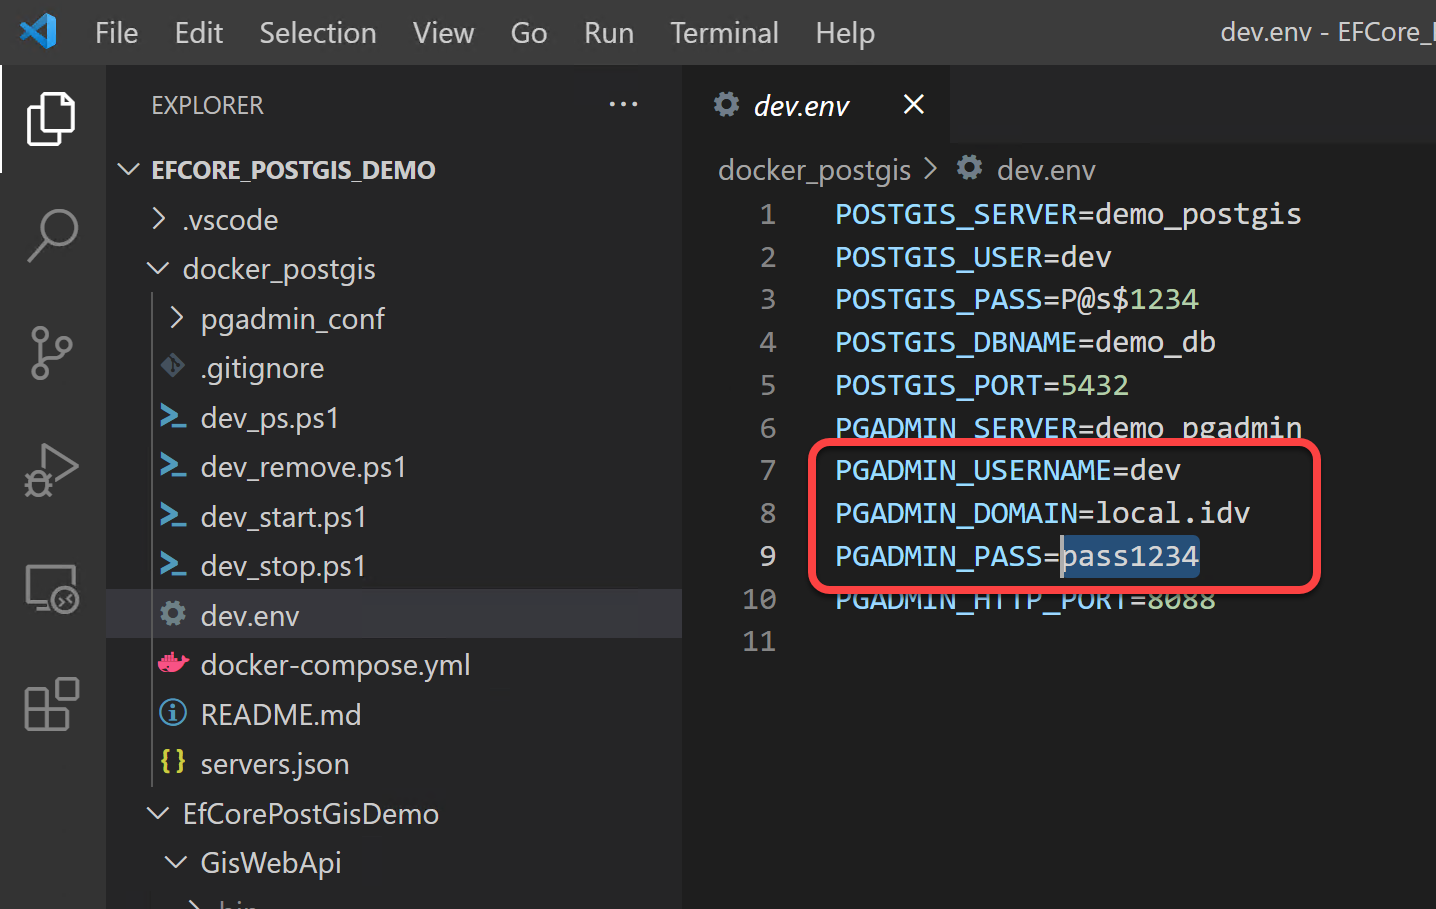 File Edit Selection View Go Run Terminal Help
dev.env - EFCore_
EXPLORER
EFCORE_POSTGIS_DEMO
.vscode
docker_postgis
pgadmin_conf
.gitignore
dev_ps.ps1
dev_remove.ps1
dev_start.ps1
dev_stop.ps1
dev.env
docker-compose.yml
README.md
servers.json
EfCorePostGisDemo
GisWebApi
bin
dev.env
docker_postgis > dev.env
1 POSTGIS_SERVER=demo_postgis
2 POSTGIS_USER=dev
3 POSTGIS_PASS=P@s$1234
4 POSTGIS_DBNAME=demo_db
5 POSTGIS_PORT=5432
6 PGADMIN_SERVER=demo_pgadmin
7 PGADMIN_USERNAME=dev
8 PGADMIN_DOMAIN=local.idv
9 PGADMIN_PASS=pass1234
10 PGADMIN_HTTP_PORT=8088
11